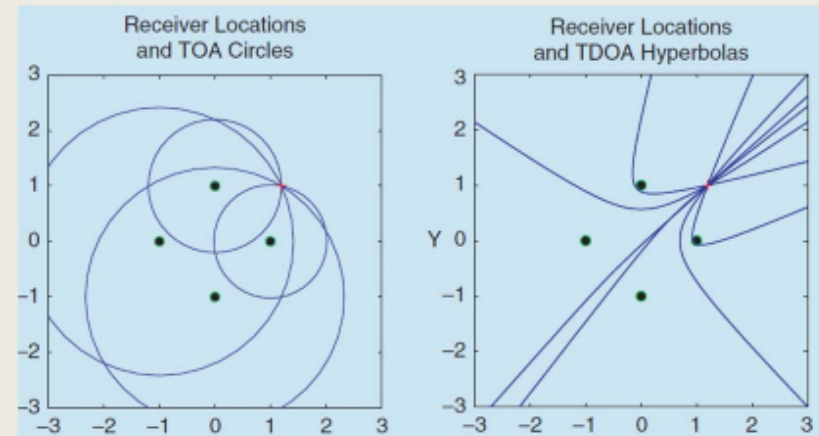 Receiver Locations
and TOA Circles
3
2
1
0
−1
−2
−3
−3 −2 −1 0 1 2 3
Receiver Locations
and TDOA Hyperbolas
3
2
1
Y 0
−1
−2
−3
−3 −2 −1 0 1 2 3